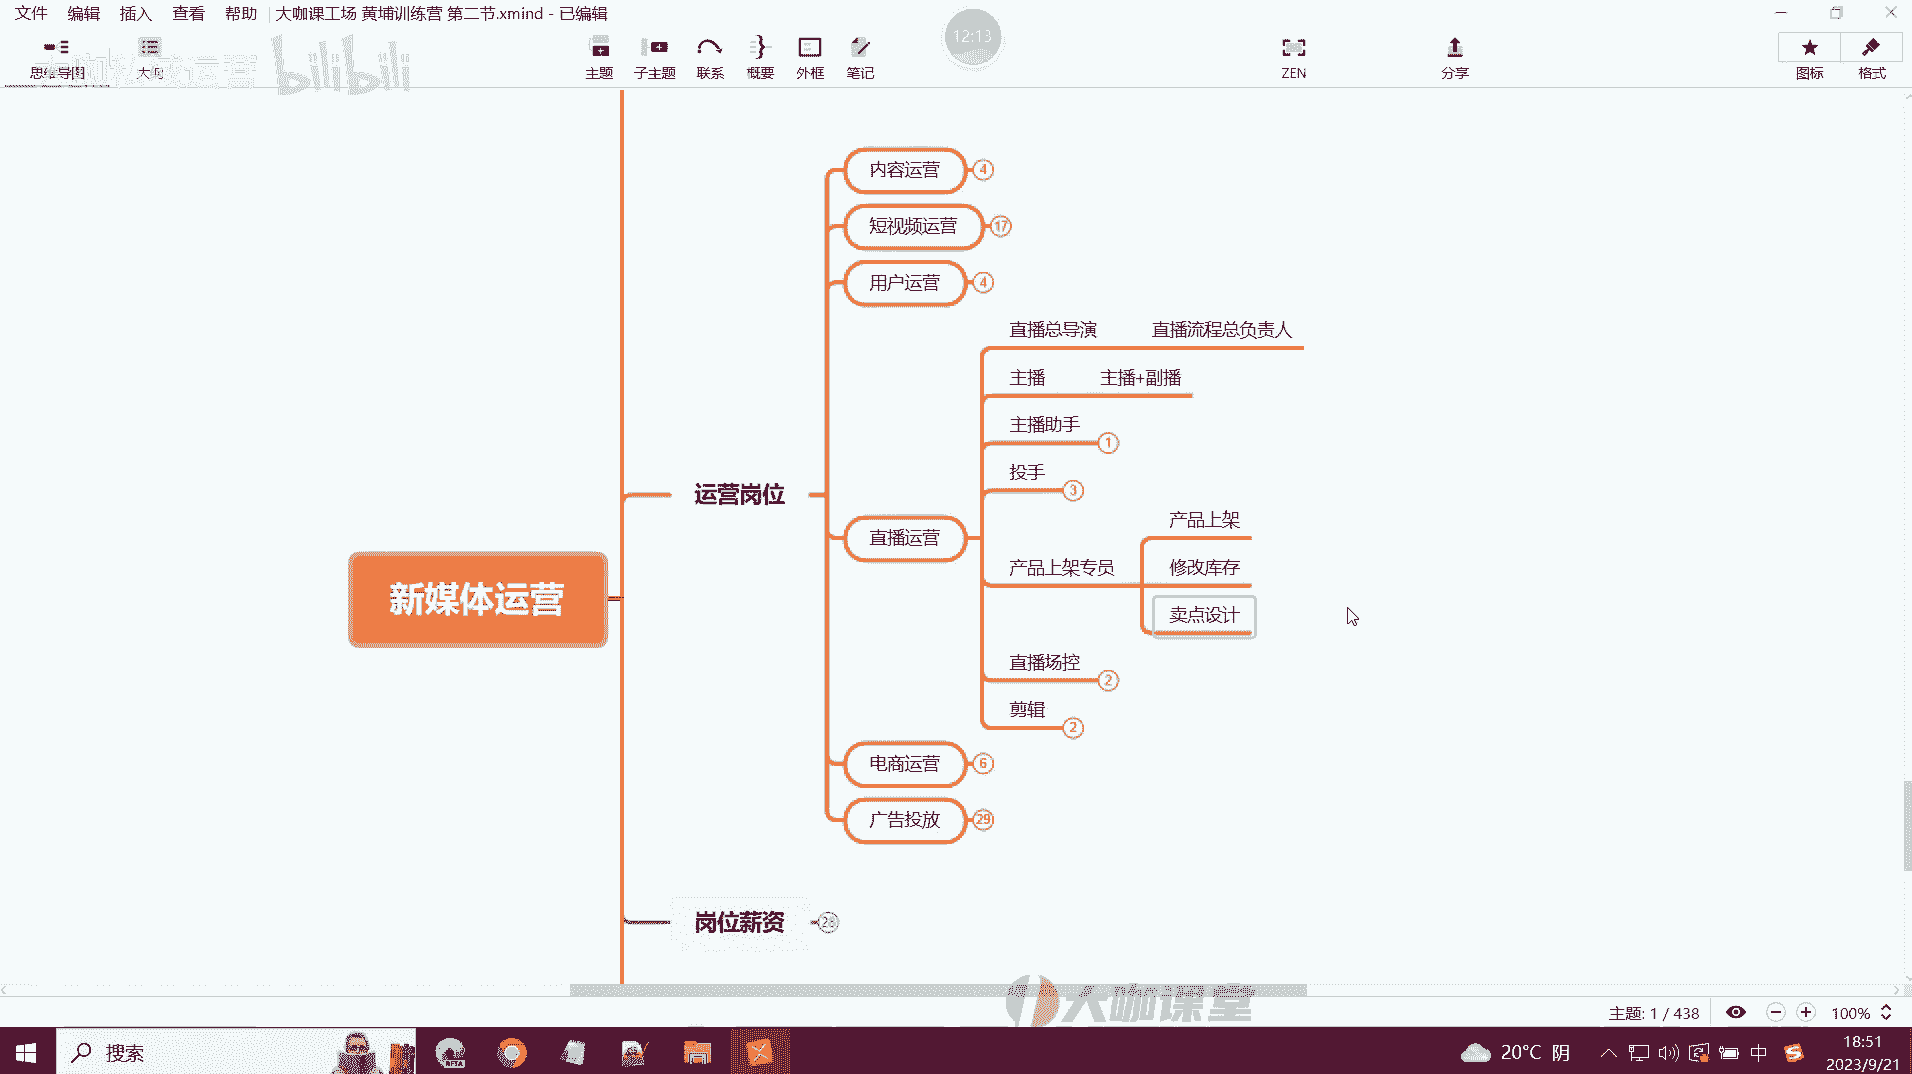 文件 编辑 插入 查看 帮助 大咖课工场 黄埔训练营 第二节.xmind - 已编辑
思维导图 大纲 主题 子主题 联系 概要 外框 笔记 12:13 ZEN 分享 图标 格式
bilibili
内容运营 4
短视频运营 17
用户运营 4
直播总导演 直播流程总负责人
主播 主播+副播
主播助手 1
投手 3
运营岗位
产品上架
直播运营
产品上架专员 修改库存
新媒体运营
卖点设计
直播场控 2
剪辑 2
电商运营 6
广告投放 29
岗位薪资 28
大咖课堂
主题: 1 / 438 100%
搜索 BETA 20°C 阴 中 18:51
2023/9/21